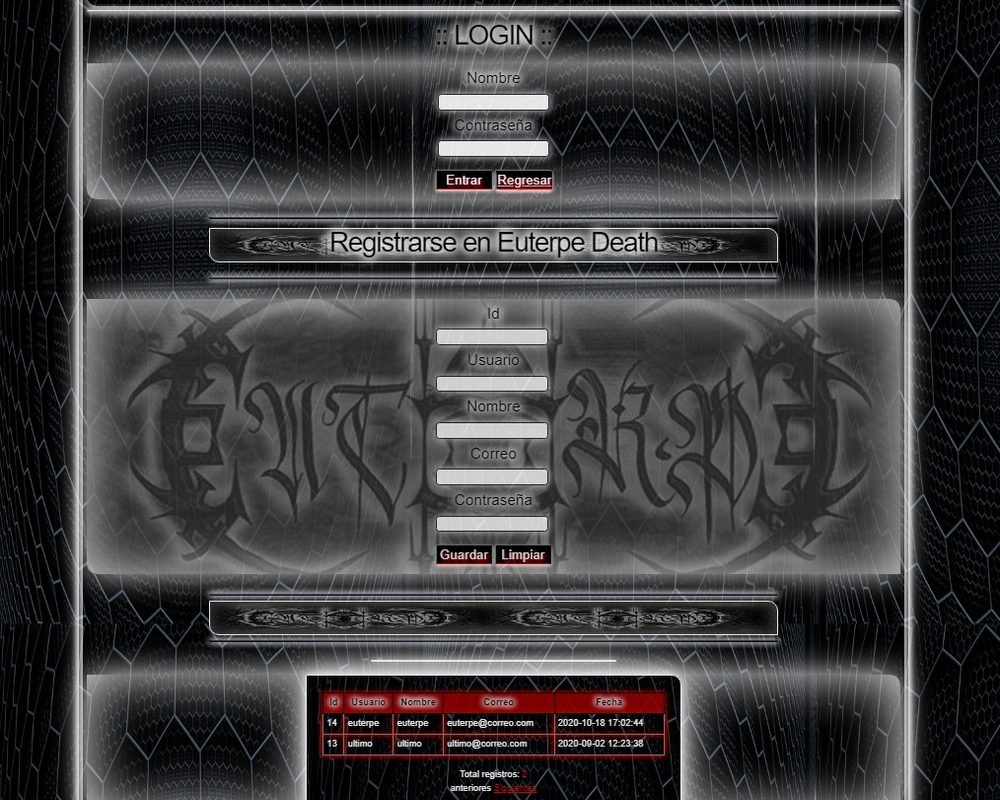 :: LOGIN ::
Nombre
Contraseña
Entrar Regresar
Registrarse en Euterpe Death
Id
Usuario
Nombre
Correo
Contraseña
Guardar Limpiar
EUTERPE
Id Usuario Nombre Correo Fecha
14 euterpe euterpe euterpe@correo.com 2020-10-18 17:02:44
13 ultimo ultimo ultimo@correo.com 2020-09-02 12:23:38
Total registros: 2
anteriores Siguientes